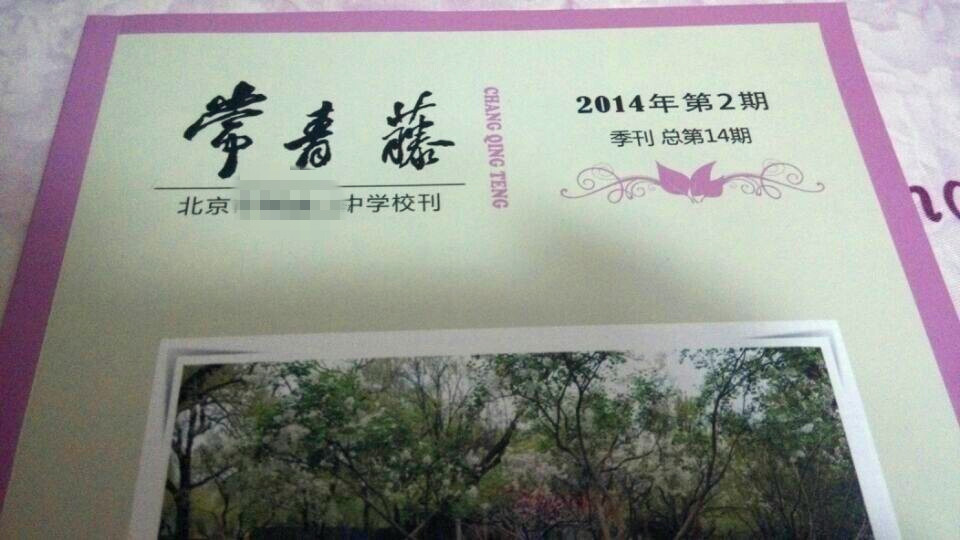 常青藤
CHANG QING TENG
北京 中学校刊
2014年第2期
季刊 总第14期